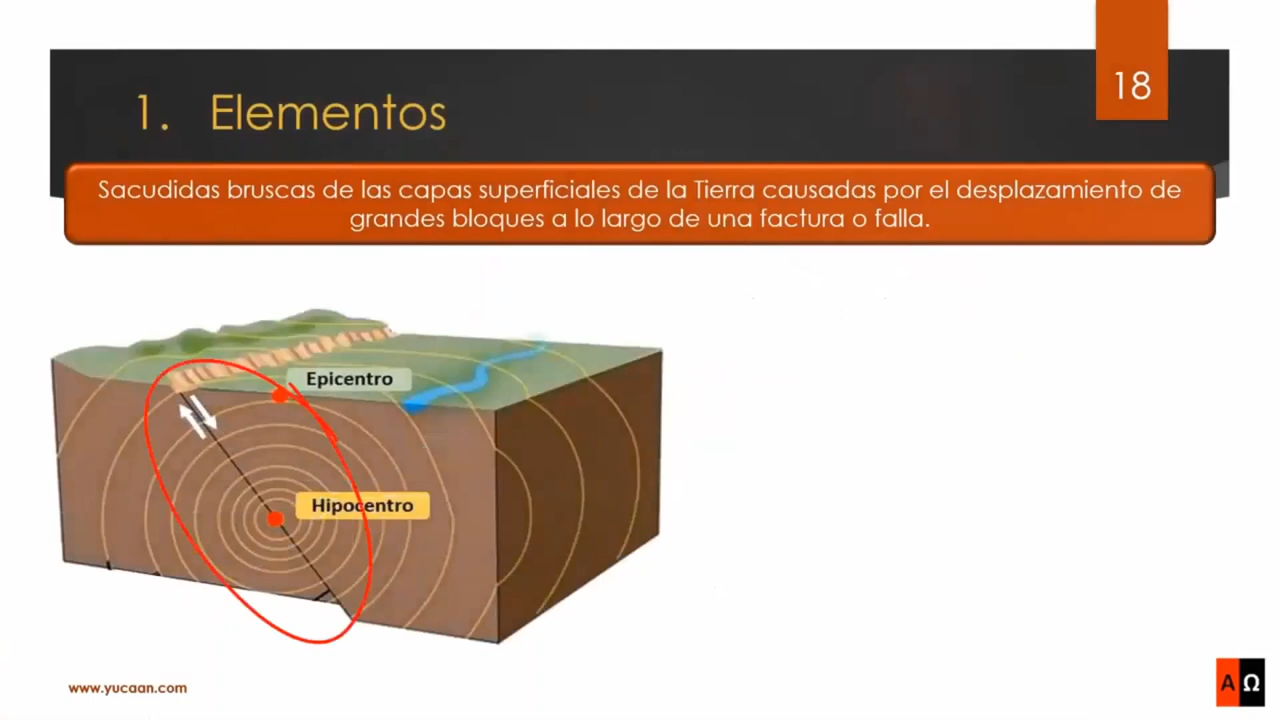 18
1. Elementos
Sacudidas bruscas de las capas superficiales de la Tierra causadas por el desplazamiento de
grandes bloques a lo largo de una factura o falla.
Epicentro
Hipocentro
www.yucaan.com
AΩ